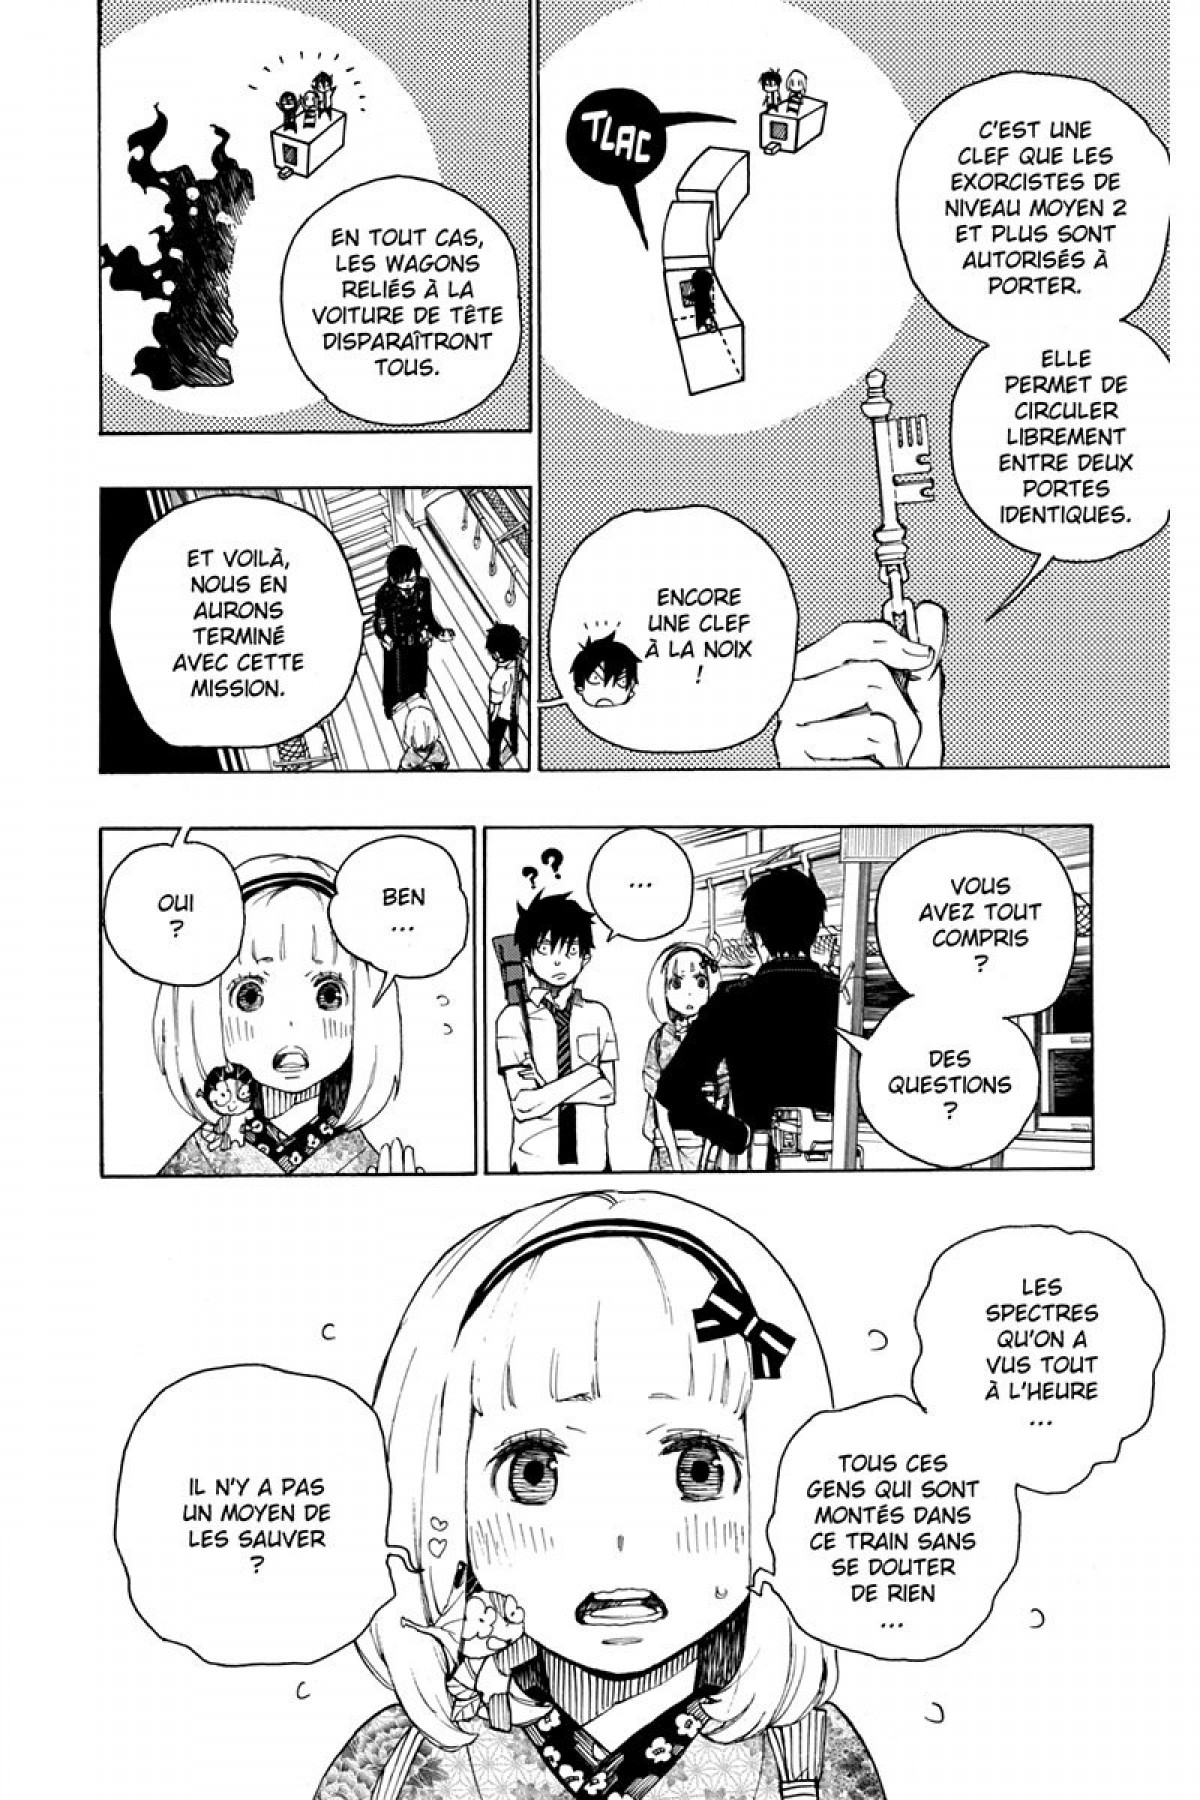 C'EST UNE
CLEF QUE LES
EXORCISTES DE
NIVEAU MOYEN 2
ET PLUS SONT
AUTORISÉS À
PORTER.
ELLE
PERMET DE
CIRCULER
LIBREMENT
ENTRE DEUX
PORTES
IDENTIQUES.
TLAC
ENCORE
UNE CLEF
À LA NOIX
!
EN TOUT CAS,
LES WAGONS
RELIÉS À LA
VOITURE DE TÊTE
DISPARAÎTRONT
TOUS.
ET VOILÀ,
NOUS EN
AURONS
TERMINÉ
AVEC CETTE
MISSION.
VOUS
AVEZ TOUT
COMPRIS
?
DES
QUESTIONS
?
...
??
BEN
...
OUI
?
LES
SPECTRES
QU'ON A
VUS TOUT
À L'HEURE
...
TOUS CES
GENS QUI SONT
MONTÉS DANS
CE TRAIN SANS
SE DOUTER
DE RIEN
...
IL N'Y A PAS
UN MOYEN DE
LES SAUVER
?